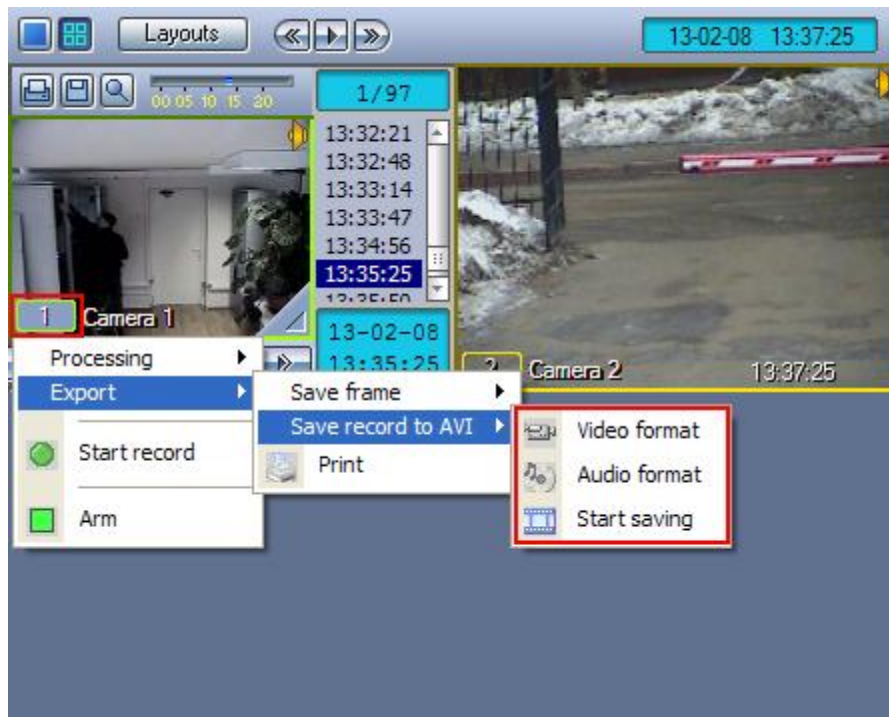 Layouts
13-02-08 13:37:25
00 05 10 15 20
1/97
13:32:21
13:32:48
13:33:14
13:33:47
13:34:56
13:35:25
13:35:50
1 Camera 1
13-02-08
13:35:25
2 Camera 2 13:37:25
Processing
Export
Start record
Arm
Save frame
Save record to AVI
Print
Video format
Audio format
Start saving